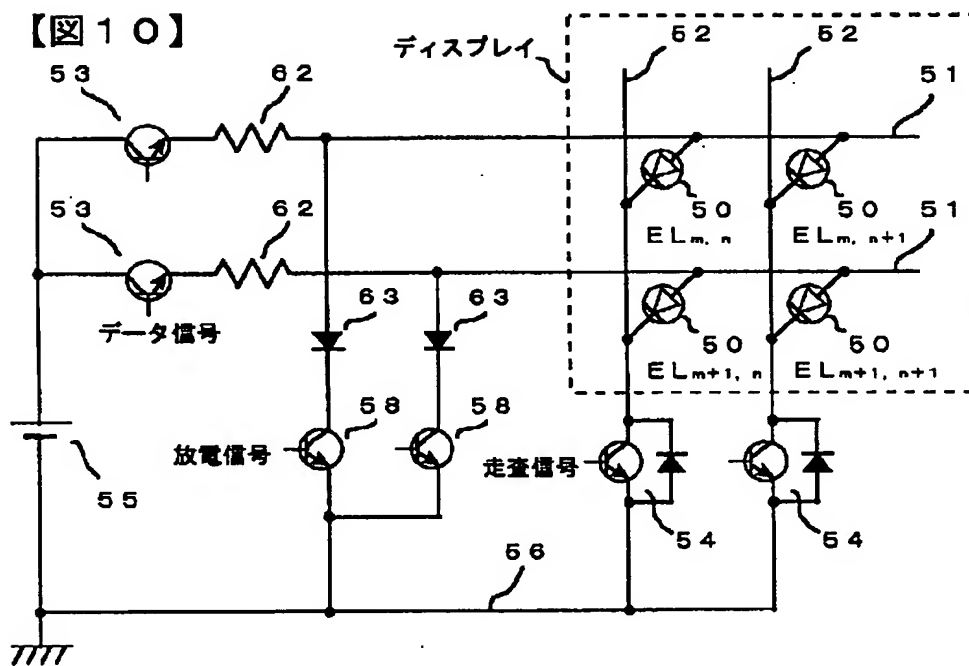 【図１０】
ディスプレイ
５２ ５２
５３ ６２ ５１
５３ ６２
５０ ５０ ５１
ELm, n ELm, n+1
６３ ６３
データ信号
５０ ５０
ELm+1, n ELm+1, n+1
５８ ５８
放電信号 走査信号
５５
５４ ５４
５６